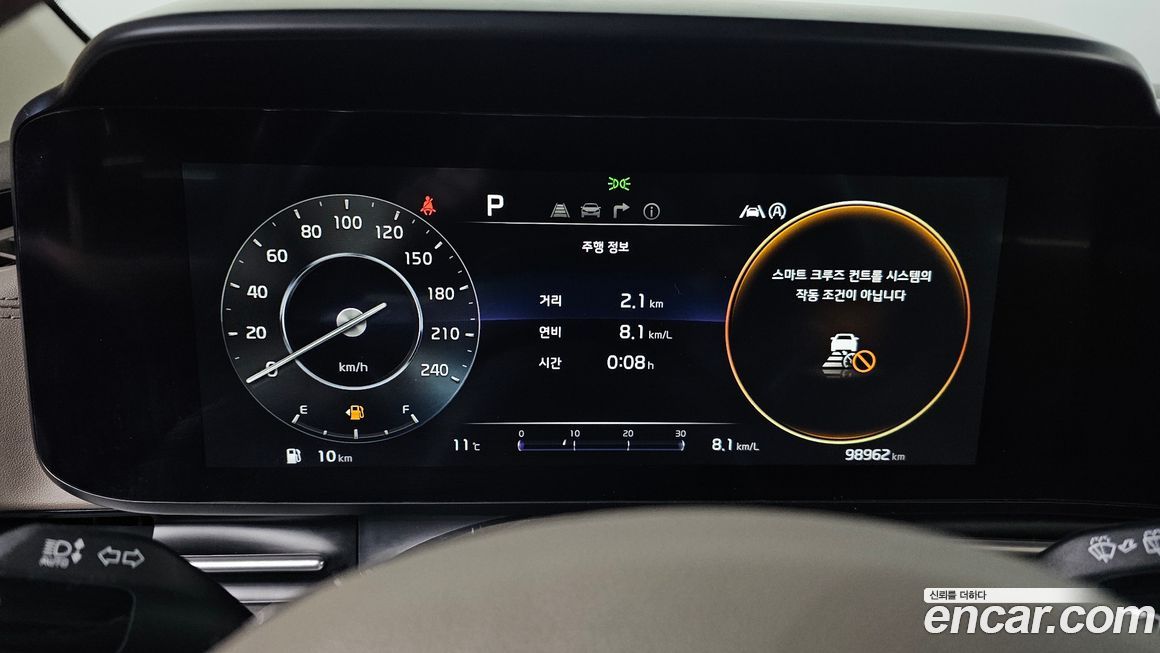 P
주행 정보
거리 2.1 km
연비 8.1 km/L
시간 0:08 h
0 20 40 60 80 100 120 150 180 210 240
km/h
E F
10 km
11℃
0 10 20 30
8.1 km/L
스마트 크루즈 컨트롤 시스템의
작동 조건이 아닙니다
98962 km
AUTO
신뢰를 더하다
encar.com